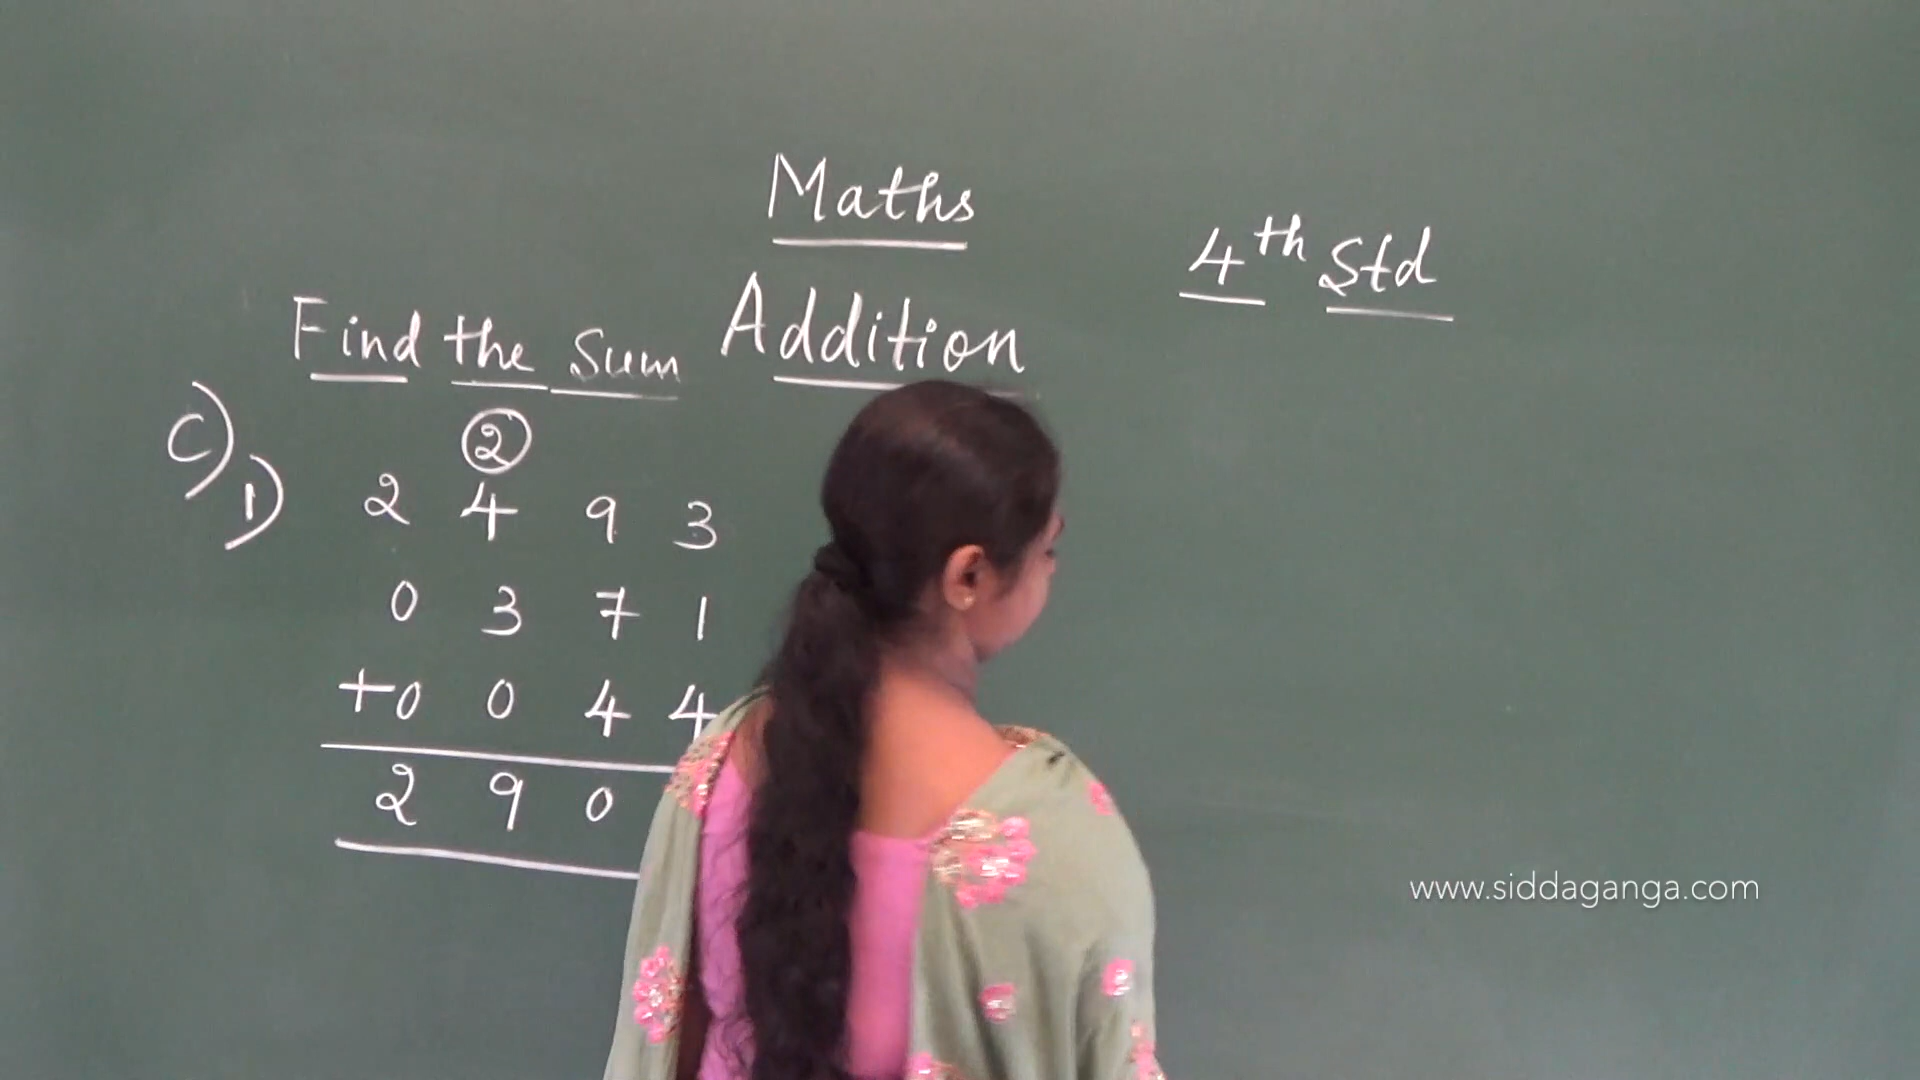 Maths
4th Std
Addition
Find the Sum
C)
②
1) 2 4 9 3
0 3 7 1
+0 0 4 4
2 9 0
www.siddaganga.com